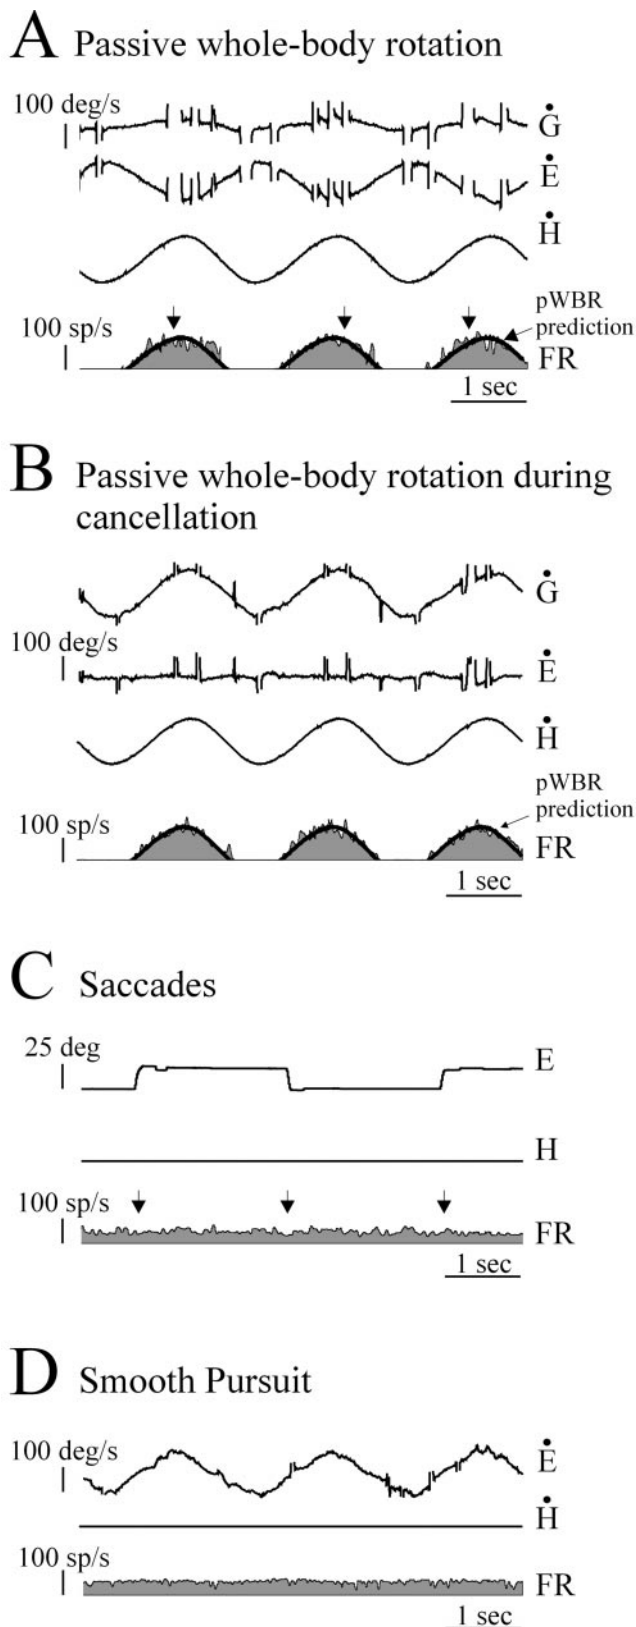 A Passive whole-body rotation
100 deg/s
Ġ
Ė
Ḣ
pWBR
prediction
100 sp/s
FR
1 sec
B Passive whole-body rotation during
cancellation
Ġ
100 deg/s
Ė
Ḣ
pWBR
prediction
100 sp/s
FR
1 sec
C Saccades
25 deg
E
H
100 sp/s
FR
1 sec
D Smooth Pursuit
100 deg/s
Ė
Ḣ
100 sp/s
FR
1 sec